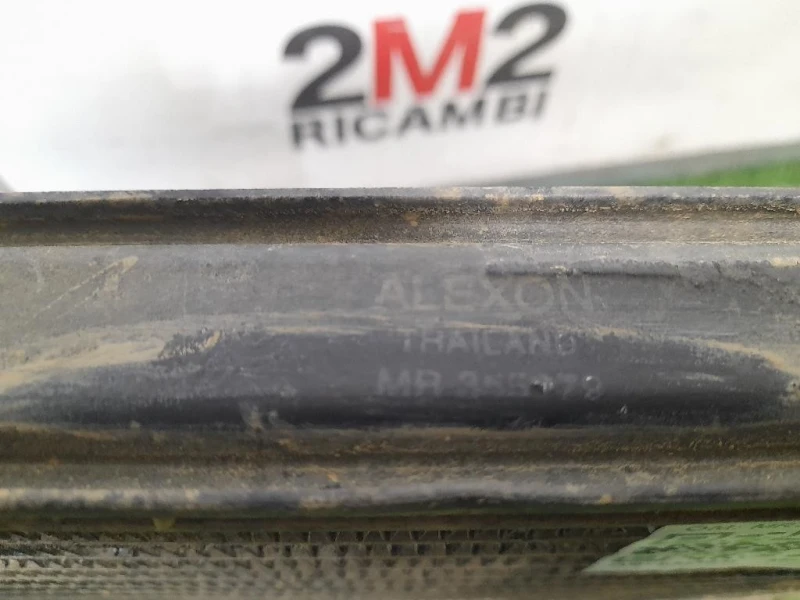 2M2
RICAMBI
ALEXON
THAILAND
MR